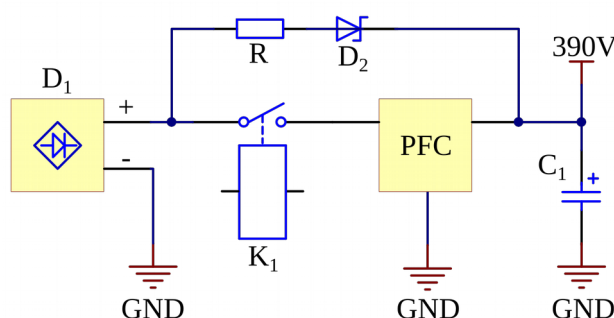 R
D₂
390V
D₁
+
-
PFC
C₁
+
K₁
GND
GND
GND